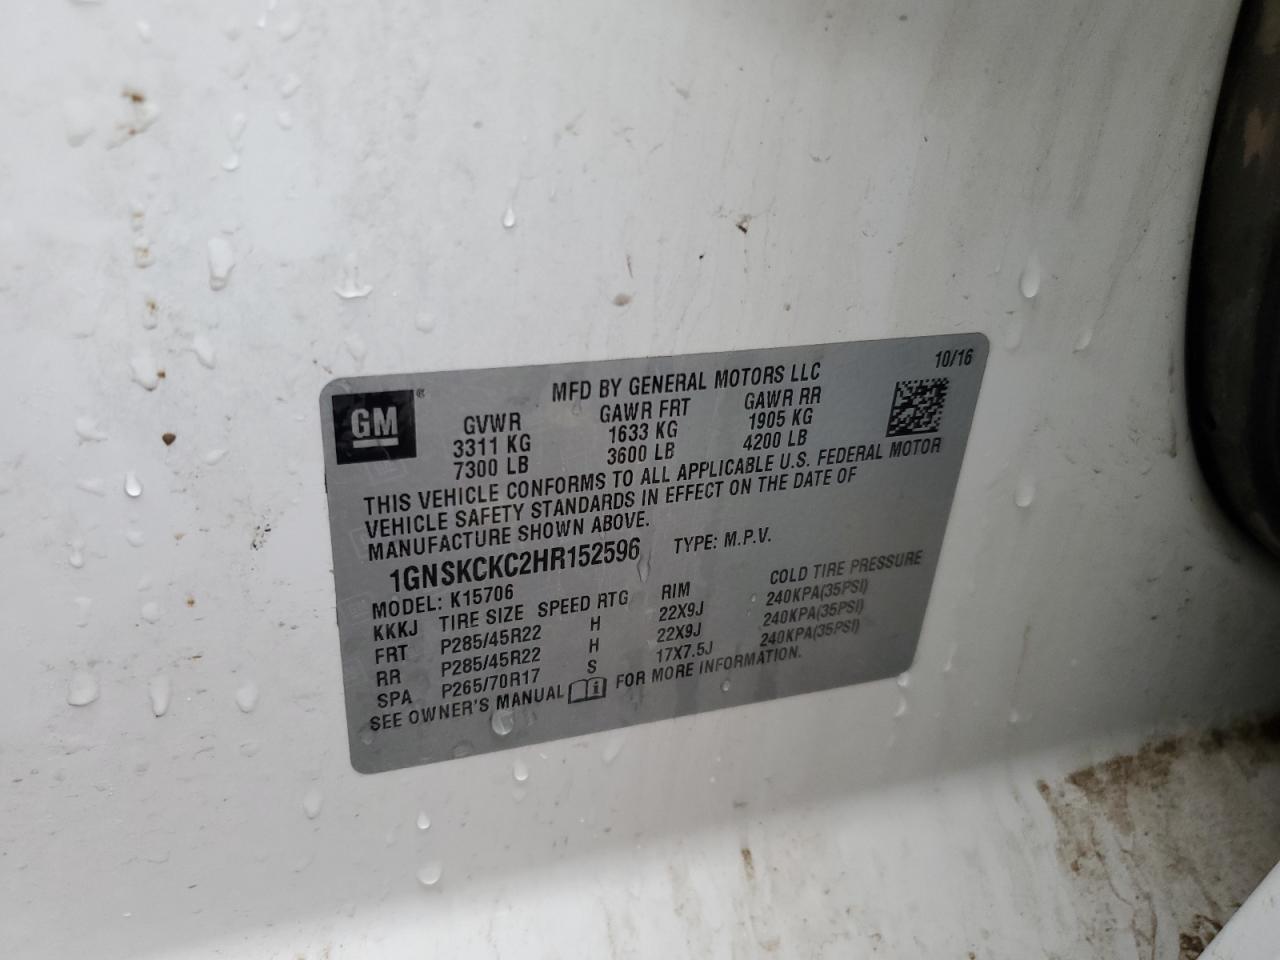 10/16
GM®
MFD BY GENERAL MOTORS LLC
GVWR GAWR FRT GAWR RR
3311 KG 1633 KG 1905 KG
7300 LB 3600 LB 4200 LB
THIS VEHICLE CONFORMS TO ALL APPLICABLE U.S. FEDERAL MOTOR
VEHICLE SAFETY STANDARDS IN EFFECT ON THE DATE OF
MANUFACTURE SHOWN ABOVE.
1GNSKCKC2HR152596 TYPE: M.P.V.
MODEL: K15706
KKKJ TIRE SIZE SPEED RTG RIM COLD TIRE PRESSURE
FRT P285/45R22 H 22X9J 240KPA(35PSI)
RR P285/45R22 H 22X9J 240KPA(35PSI)
SPA P265/70R17 S 17X7.5J 240KPA(35PSI)
SEE OWNER'S MANUAL FOR MORE INFORMATION.